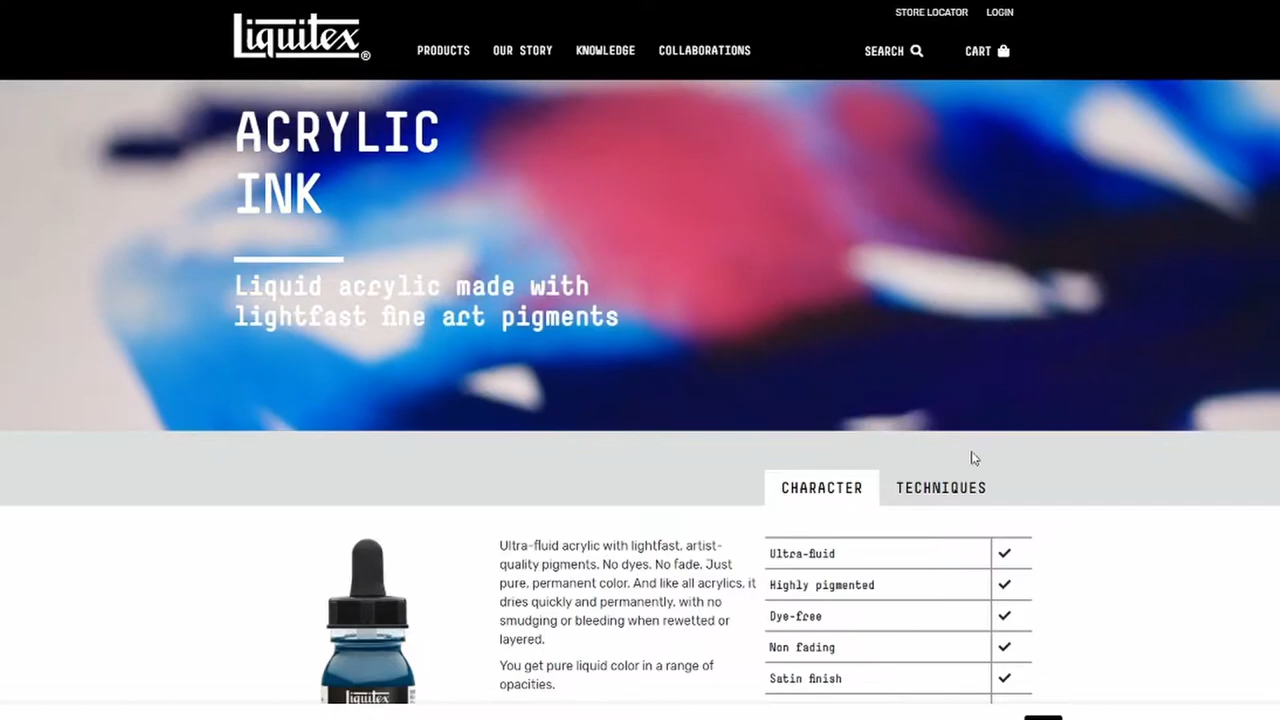 STORE LOCATOR LOGIN
Liquitex®
PRODUCTS OUR STORY KNOWLEDGE COLLABORATIONS SEARCH CART
ACRYLIC
INK
Liquid acrylic made with
lightfast fine art pigments
CHARACTER TECHNIQUES
Ultra-fluid acrylic with lightfast, artist-
quality pigments. No dyes. No fade. Just
pure, permanent color. And like all acrylics, it
dries quickly and permanently, with no
smudging or bleeding when rewetted or
layered.
You get pure liquid color in a range of
opacities.
Ultra-fluid
Highly pigmented
Dye-free
Non fading
Satin finish
Liquitex